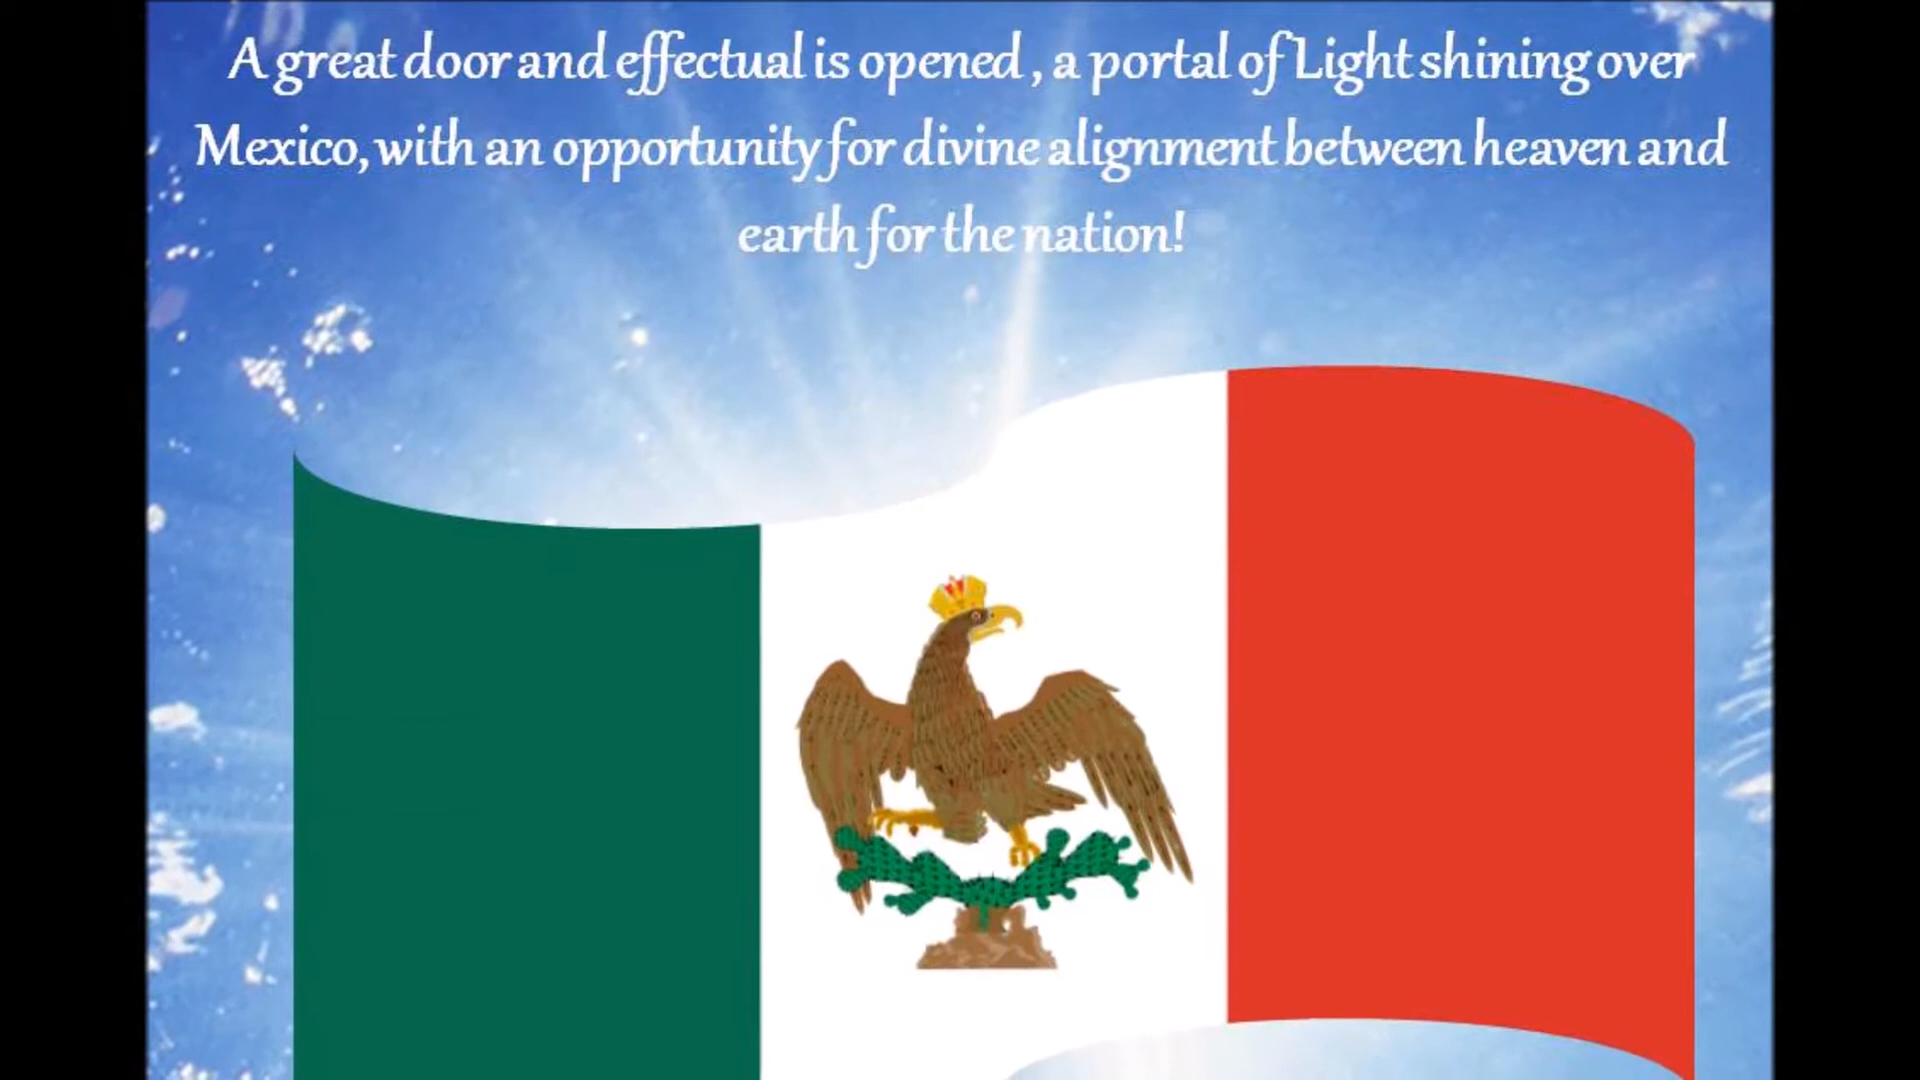 A great door and effectual is opened , a portal of Light shining over
Mexico, with an opportunity for divine alignment between heaven and
earth for the nation!